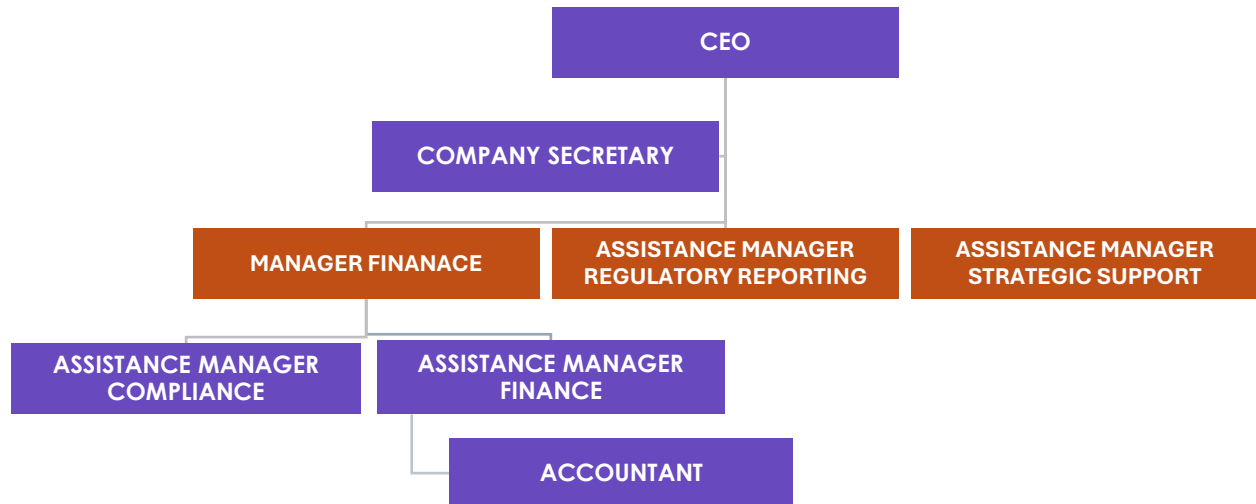 CEO
COMPANY SECRETARY
MANAGER FINANACE
ASSISTANCE MANAGER
REGULATORY REPORTING
ASSISTANCE MANAGER
STRATEGIC SUPPORT
ASSISTANCE MANAGER
COMPLIANCE
ASSISTANCE MANAGER
FINANCE
ACCOUNTANT